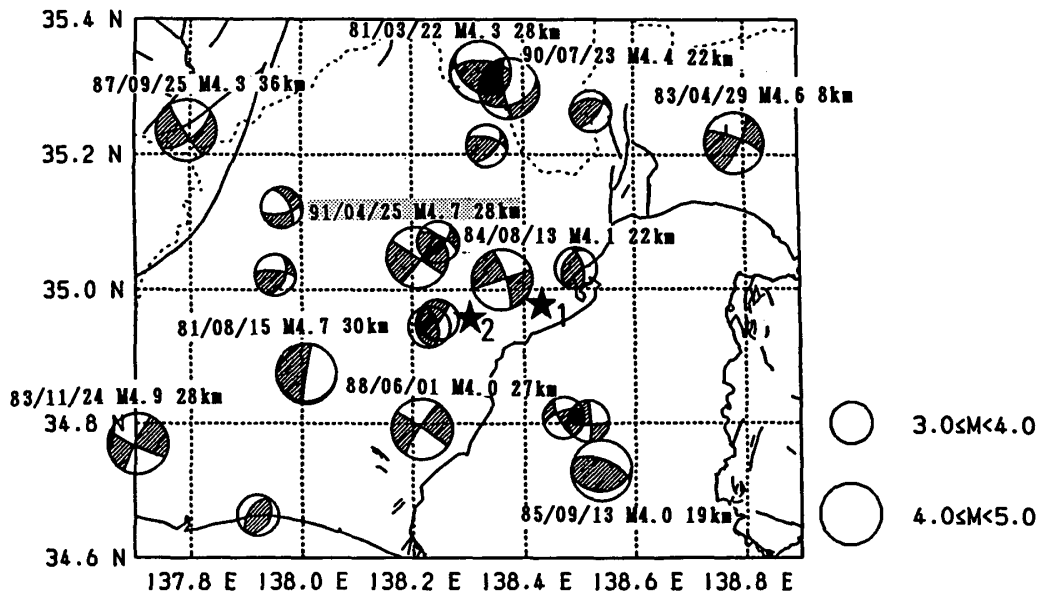 35.4 N
81/03/22 M4.3 28km
90/07/23 M4.4 22km
87/09/25 M4.3 36km
83/04/29 M4.6 8km
35.2 N
91/04/25 M4.7 28km
84/08/13 M4.1 22km
35.0 N
1
2
81/08/15 M4.7 30km
88/06/01 M4.0 27km
83/11/24 M4.9 28km
34.8 N
3.0≤M<4.0
85/09/13 M4.0 19km
4.0≤M<5.0
34.6 N
137.8 E 138.0 E 138.2 E 138.4 E 138.6 E 138.8 E